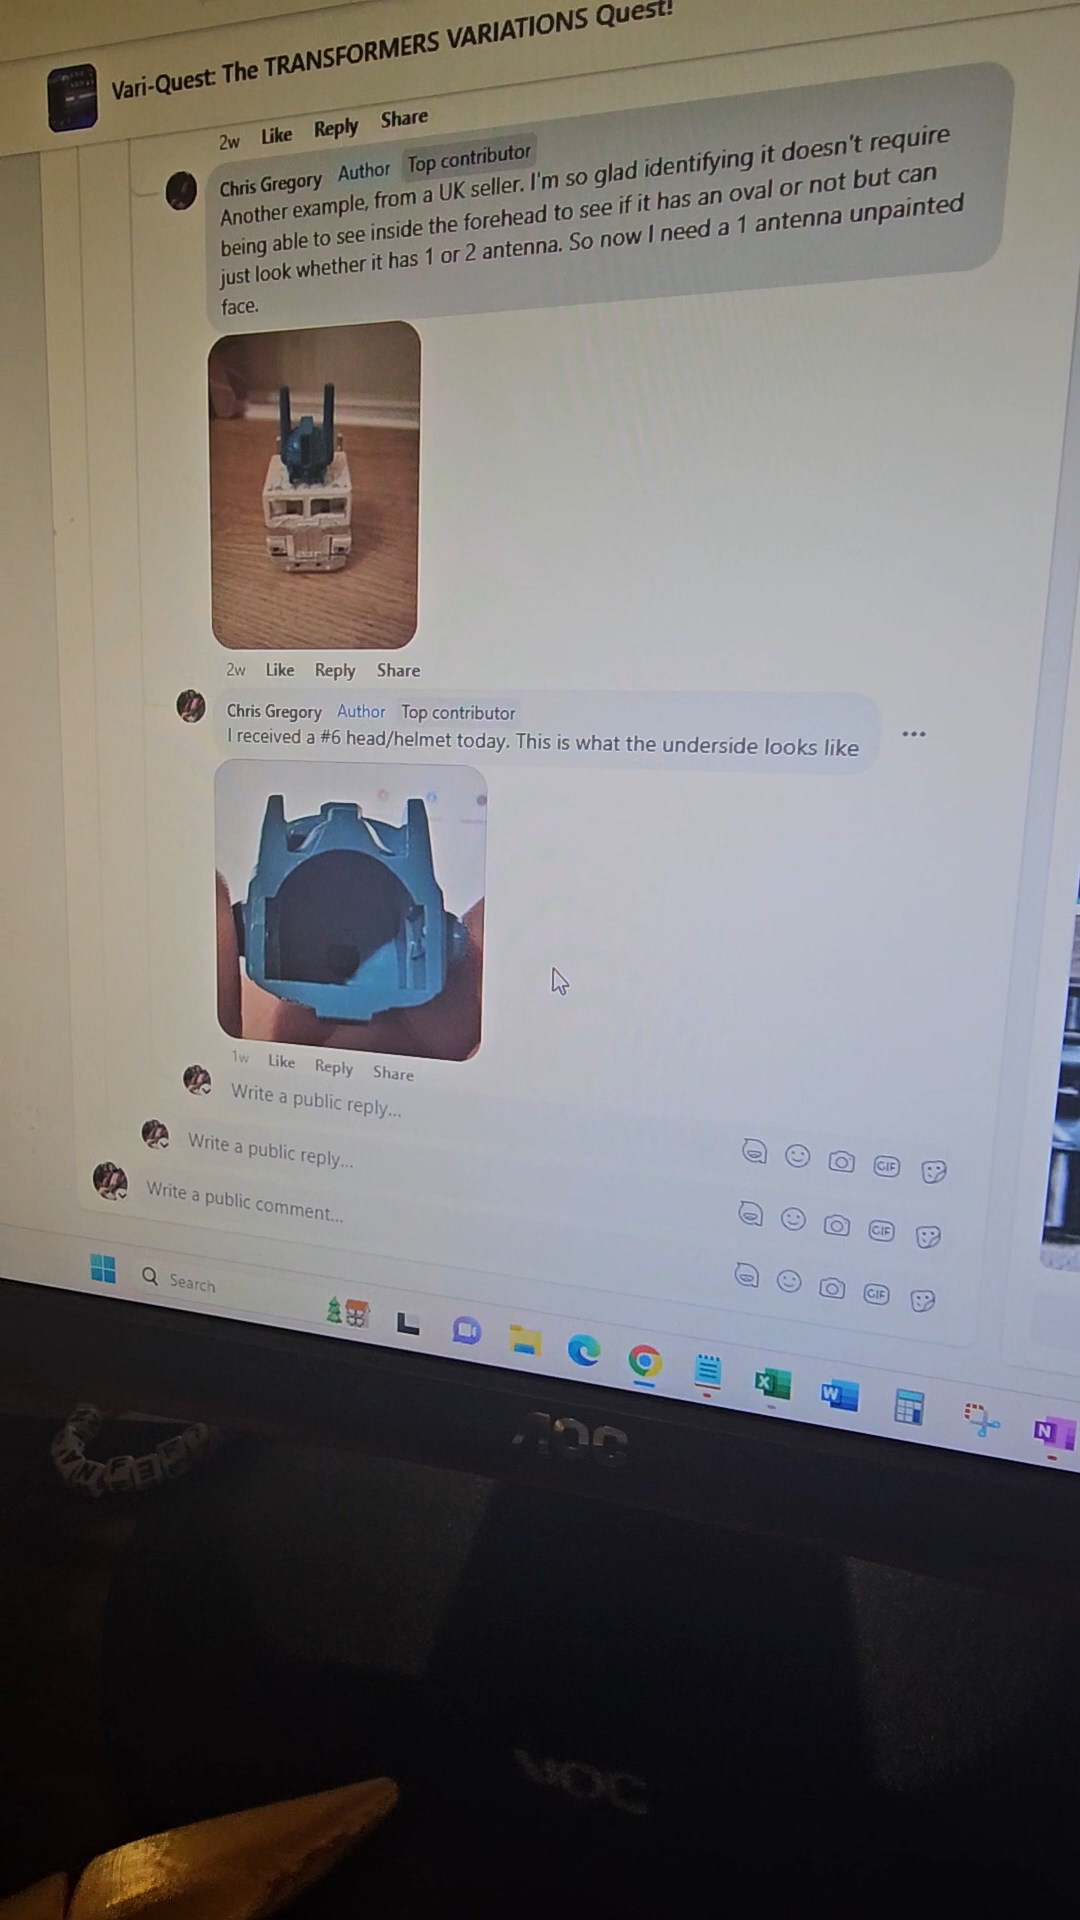 Vari-Quest: The TRANSFORMERS VARIATIONS Quest!
2w Like Reply Share
Chris Gregory Author Top contributor
Another example, from a UK seller. I'm so glad identifying it doesn't require
being able to see inside the forehead to see if it has an oval or not but can
just look whether it has 1 or 2 antenna. So now I need a 1 antenna unpainted
face.
2w Like Reply Share
Chris Gregory Author Top contributor
I received a #6 head/helmet today. This is what the underside looks like
1w Like Reply Share
Write a public reply...
GIF
Write a public reply...
GIF
Write a public comment...
GIF
Search
X
W
N
AOC
AOC